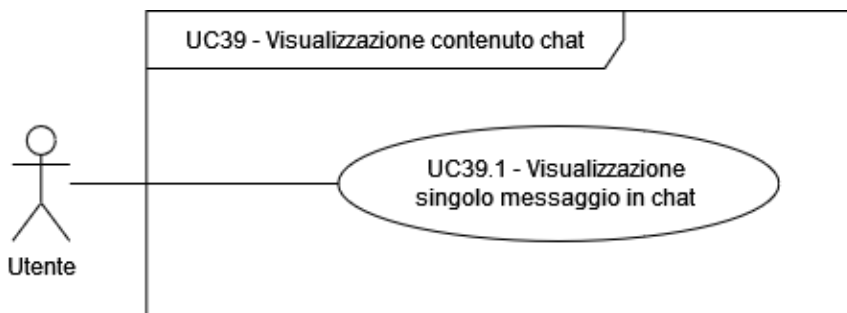 UC39 - Visualizzazione contenuto chat
UC39.1 - Visualizzazione
singolo messaggio in chat
Utente